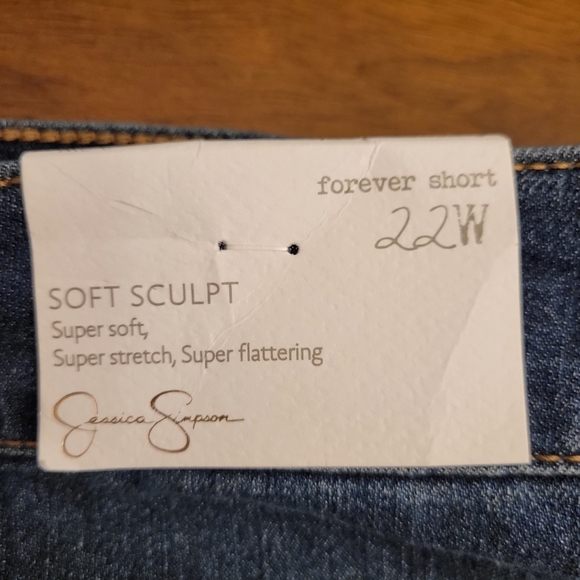 forever short
22W
SOFT SCULPT
Super soft,
Super stretch, Super flattering
Jessica Simpson